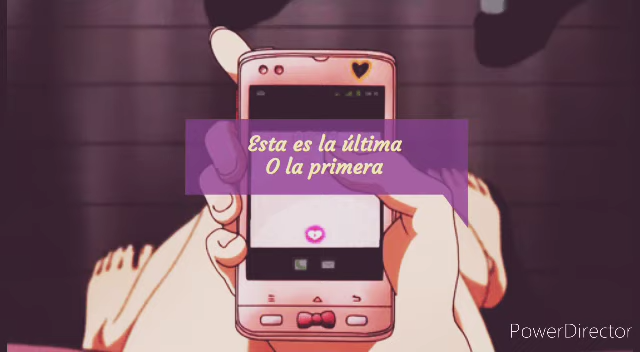 Esta es la última
O la primera
PowerDirector